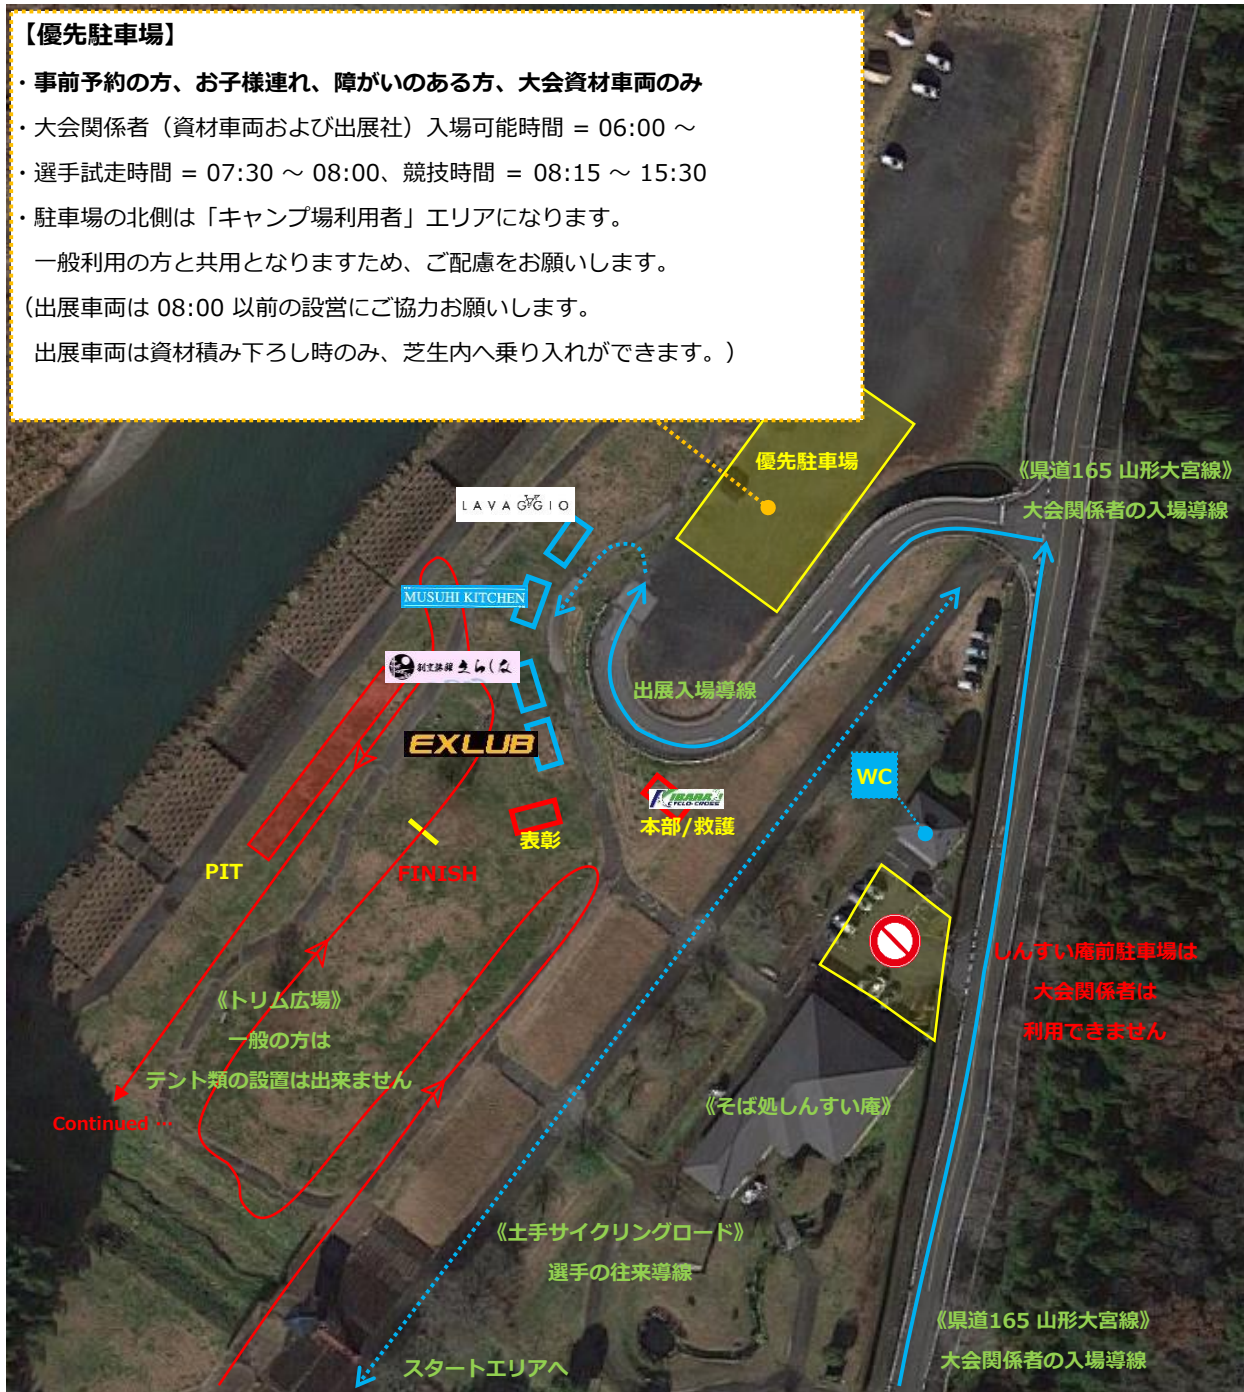 【優先駐車場】
・事前予約の方、お子様連れ、障がいのある方、大会資材車両のみ
・大会関係者（資材車両および出展社）入場可能時間 = 06:00 ～
・選手試走時間 = 07:30 ～ 08:00、競技時間 = 08:15 ～ 15:30
・駐車場の北側は「キャンプ場利用者」エリアになります。
一般利用の方と共用となりますため、ご配慮をお願いします。
（出展車両は 08:00 以前の設営にご協力お願いします。
出展車両は資材積み下ろし時のみ、芝生内へ乗り入れができます。）
優先駐車場
《県道165 山形大宮線》
大会関係者の入場導線
LAVAGGIO
MUSUHI KITCHEN
きらしな
出展入場導線
EXLUB
WC
IBARAKI
CYCLO-CROSS
本部/救護
表彰
PIT
FINISH
しんすい庵前駐車場は
大会関係者は
利用できません
《トリム広場》
一般の方は
テント類の設置は出来ません
Continued …
《そば処しんすい庵》
《土手サイクリングロード》
選手の往来導線
《県道165 山形大宮線》
大会関係者の入場導線
スタートエリアへ